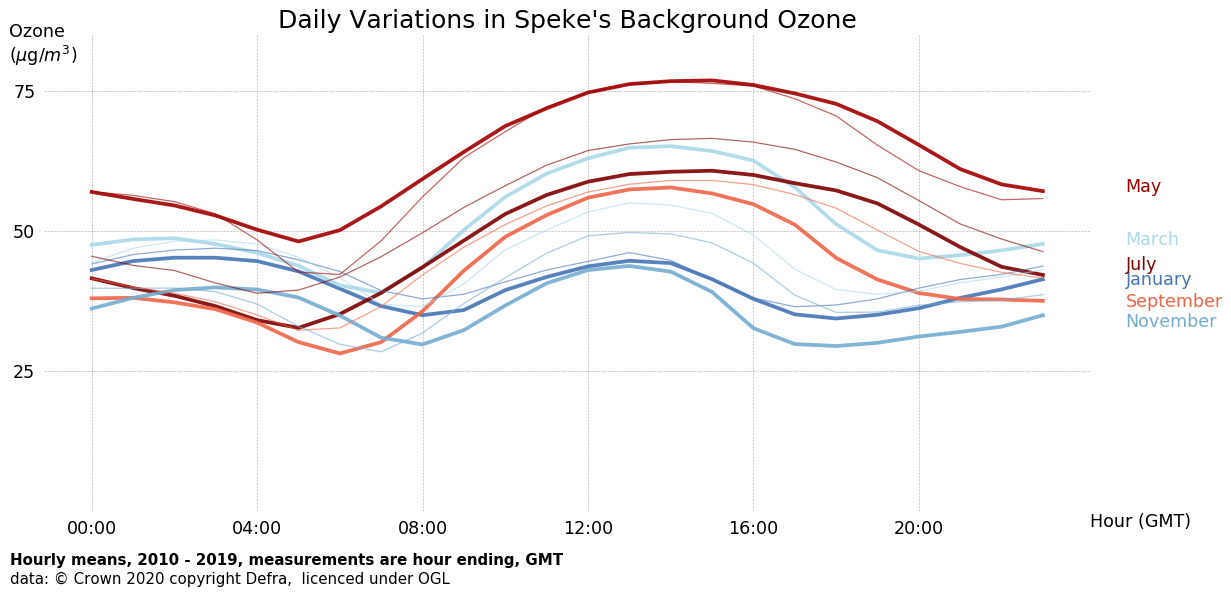 Daily Variations in Speke's Background Ozone
Ozone
(μg/m³)
75
50
25
May
March
July
January
September
November
00:00 04:00 08:00 12:00 16:00 20:00
Hour (GMT)
Hourly means, 2010 - 2019, measurements are hour ending, GMT
data: © Crown 2020 copyright Defra, licenced under OGL